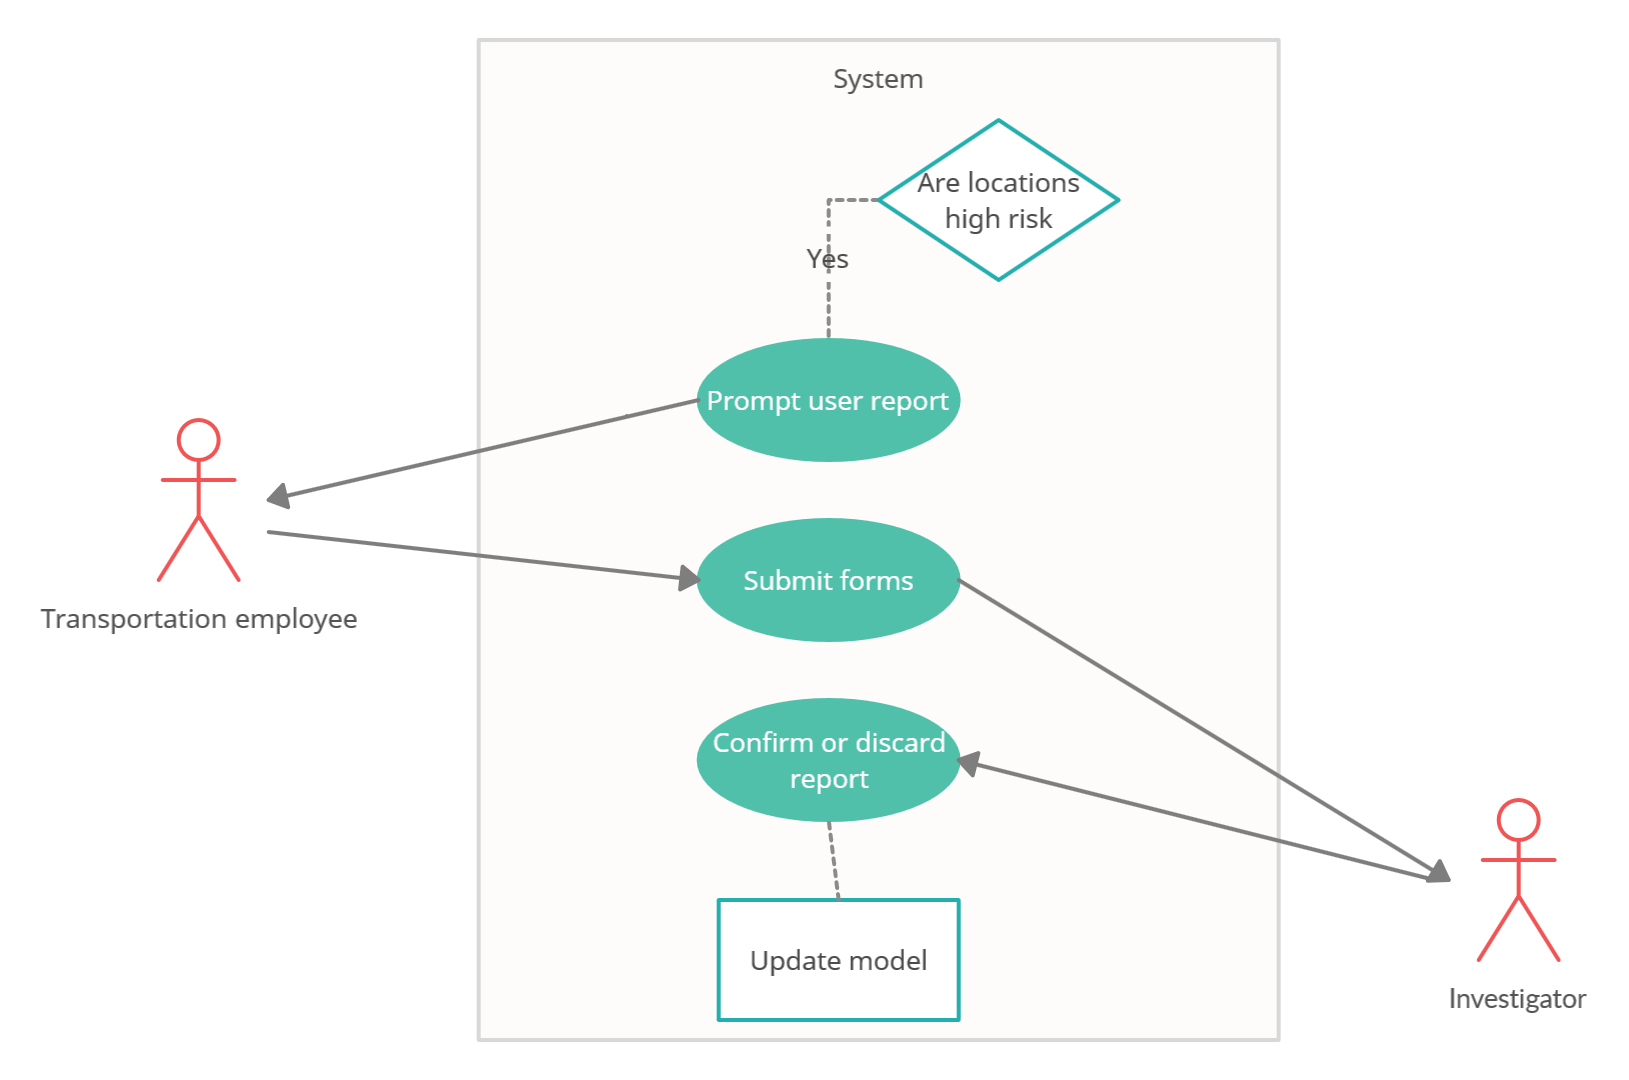 System
Are locations
high risk
Yes
Prompt user report
Submit forms
Transportation employee
Confirm or discard
report
Update model
Investigator